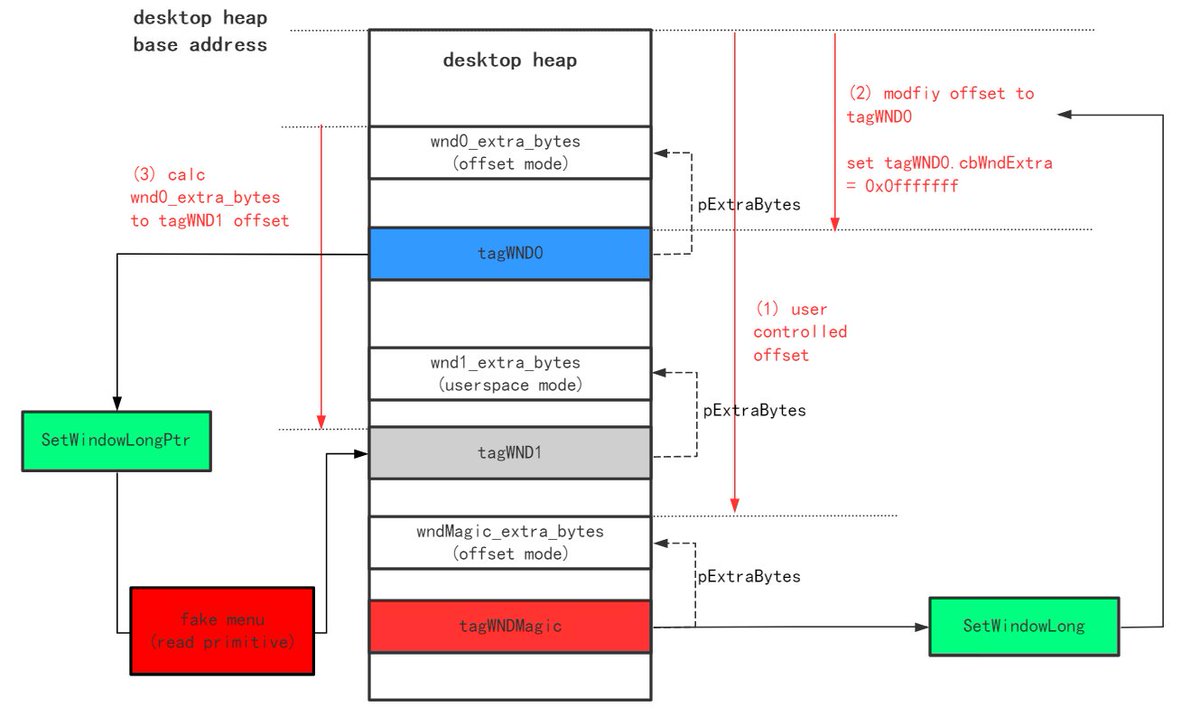 desktop heap
base address
desktop heap
(2) modfiy offset to
tagWND0
set tagWND0.cbWndExtra
= 0x0fffffff
wnd0_extra_bytes
(offset mode)
(3) calc
wnd0_extra_bytes
to tagWND1 offset
pExtraBytes
tagWND0
(1) user
controlled
offset
wnd1_extra_bytes
(userspace mode)
pExtraBytes
SetWindowLongPtr
tagWND1
wndMagic_extra_bytes
(offset mode)
pExtraBytes
fake menu
(read primitive)
tagWNDMagic
SetWindowLong